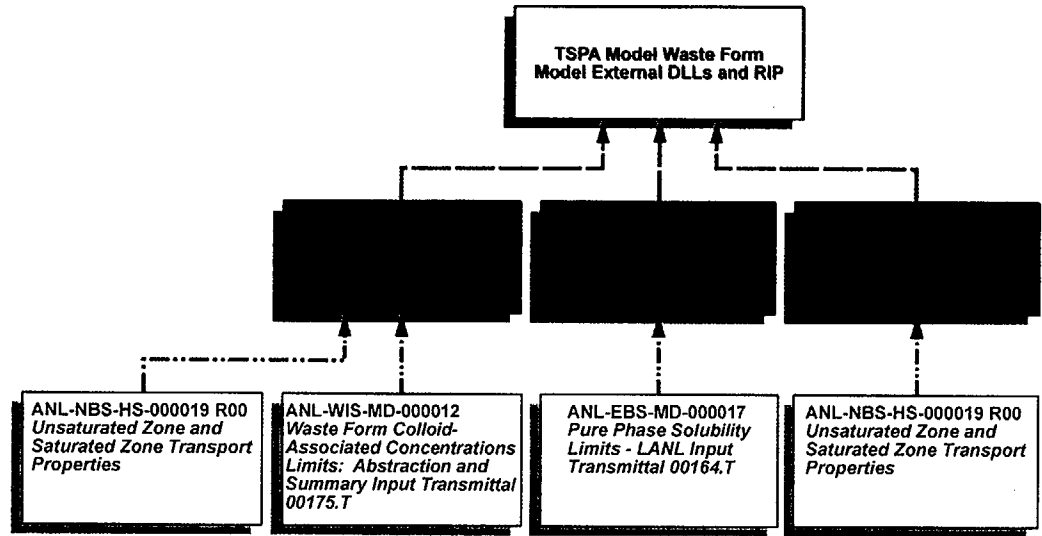 TSPA Model Waste Form
Model External DLLs and RIP
ANL-NBS-HS-000019 R00
Unsaturated Zone and
Saturated Zone Transport
Properties
ANL-WIS-MD-000012
Waste Form Colloid-
Associated Concentrations
Limits: Abstraction and
Summary Input Transmittal
00175.T
ANL-EBS-MD-000017
Pure Phase Solubility
Limits - LANL Input
Transmittal 00164.T
ANL-NBS-HS-000019 R00
Unsaturated Zone and
Saturated Zone Transport
Properties